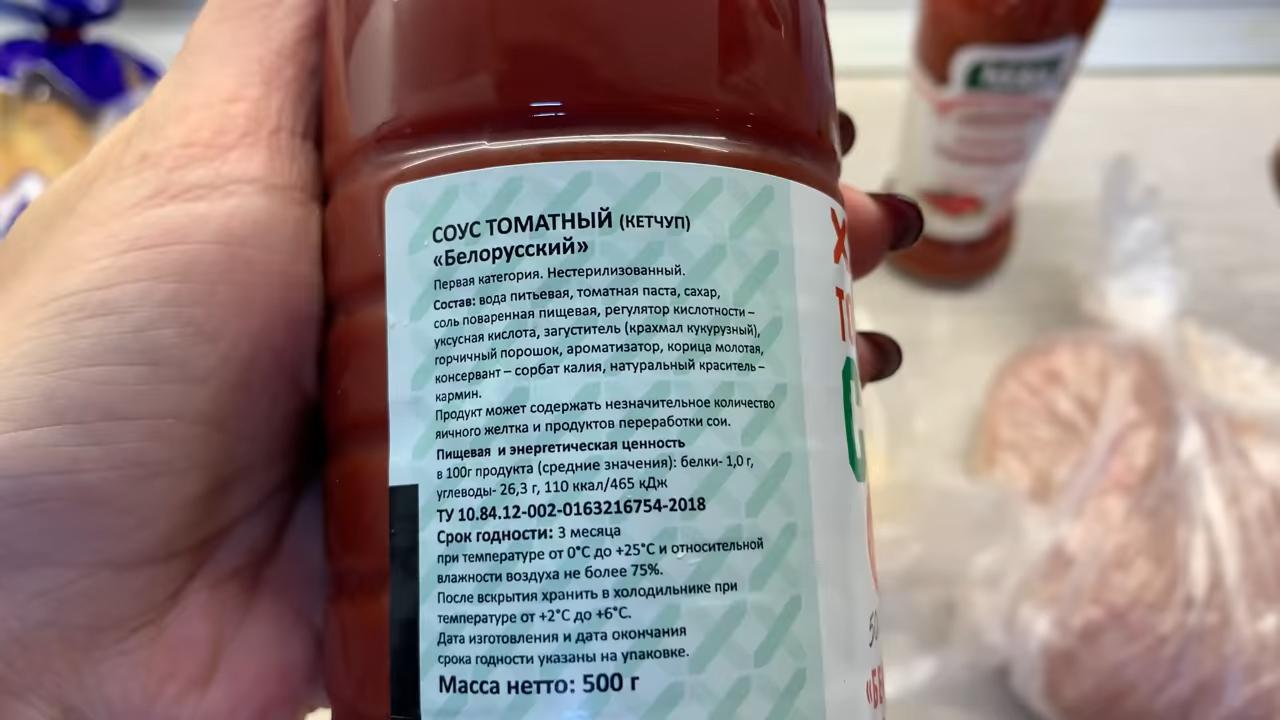 СОУС ТОМАТНЫЙ (КЕТЧУП)
«Белорусский»
Первая категория. Нестерилизованный.
Состав: вода питьевая, томатная паста, сахар,
соль поваренная пищевая, регулятор кислотности –
уксусная кислота, загуститель (крахмал кукурузный),
горчичный порошок, ароматизатор, корица молотая,
консервант – сорбат калия, натуральный краситель –
кармин.
Продукт может содержать незначительное количество
яичного желтка и продуктов переработки сои.
Пищевая и энергетическая ценность
в 100г продукта (средние значения): белки- 1,0 г,
углеводы- 26,3 г, 110 ккал/465 кДж
ТУ 10.84.12-002-0163216754-2018
Срок годности: 3 месяца
при температуре от 0°С до +25°С и относительной
влажности воздуха не более 75%.
После вскрытия хранить в холодильнике при
температуре от +2°С до +6°С.
Дата изготовления и дата окончания
срока годности указаны на упаковке.
Масса нетто: 500 г